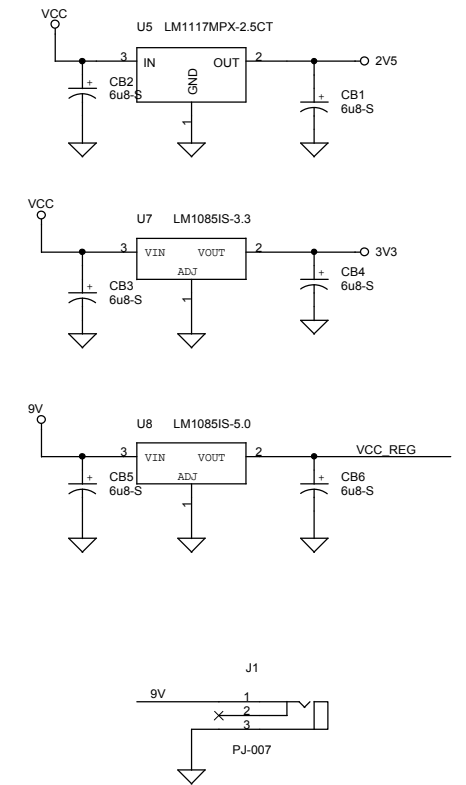 VCC
U5 LM1117MPX-2.5CT
3 IN OUT 2 2V5
GND
1
+ CB2
6u8-S
+ CB1
6u8-S
VCC
U7 LM1085IS-3.3
3 VIN VOUT 2 3V3
ADJ
1
+ CB3
6u8-S
+ CB4
6u8-S
9V
U8 LM1085IS-5.0
3 VIN VOUT 2 VCC_REG
ADJ
1
+ CB5
6u8-S
+ CB6
6u8-S
J1
9V 1
2
3
PJ-007